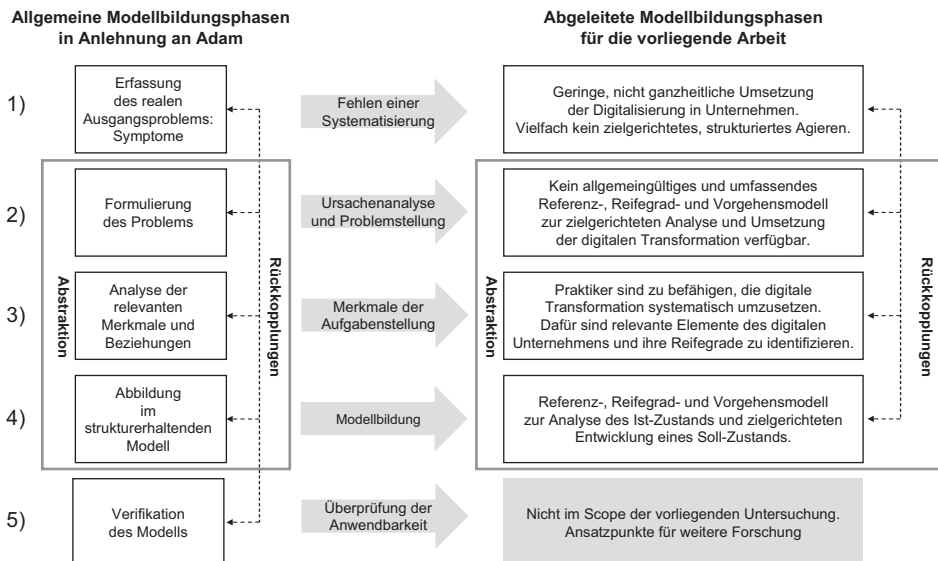 Allgemeine Modellbildungsphasen
in Anlehnung an Adam
Abgeleitete Modellbildungsphasen
für die vorliegende Arbeit
1)
Erfassung
des realen
Ausgangsproblems:
Symptome
Fehlen einer
Systematisierung
Geringe, nicht ganzheitliche Umsetzung
der Digitalisierung in Unternehmen.
Vielfach kein zielgerichtetes, strukturiertes Agieren.
2)
Formulierung
des Problems
Ursachenanalyse
und Problemstellung
Kein allgemeingültiges und umfassendes
Referenz-, Reifegrad- und Vorgehensmodell
zur zielgerichteten Analyse und Umsetzung
der digitalen Transformation verfügbar.
Abstraktion
Rückkopplungen
Abstraktion
Rückkopplungen
3)
Analyse der
relevanten
Merkmale und
Beziehungen
Merkmale der
Aufgabenstellung
Praktiker sind zu befähigen, die digitale
Transformation systematisch umzusetzen.
Dafür sind relevante Elemente des digitalen
Unternehmens und ihre Reifegrade zu identifizieren.
4)
Abbildung
im
strukturerhaltenden
Modell
Modellbildung
Referenz-, Reifegrad- und Vorgehensmodell
zur Analyse des Ist-Zustands und zielgerichteten
Entwicklung eines Soll-Zustands.
5)
Verifikation
des Modells
Überprüfung der
Anwendbarkeit
Nicht im Scope der vorliegenden Untersuchung.
Ansatzpunkte für weitere Forschung